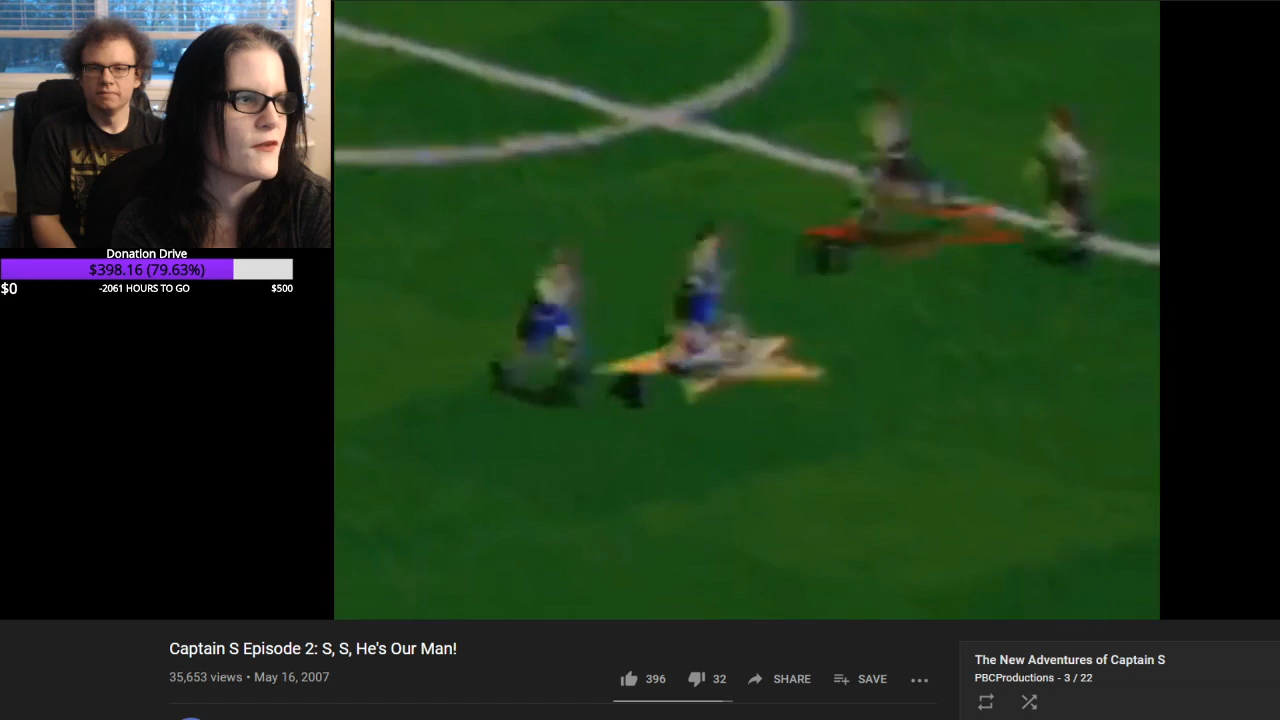 Donation Drive
$398.16 (79.63%)
$0
-2061 HOURS TO GO
$500
Captain S Episode 2: S, S, He's Our Man!
35,653 views • May 16, 2007
396
32
SHARE
SAVE
The New Adventures of Captain S
PBCProductions - 3 / 22